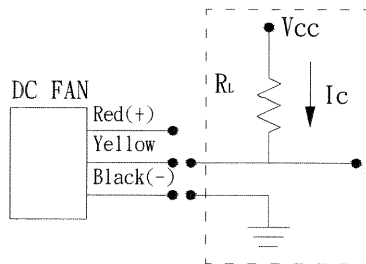 Vcc
DC FAN
RL
Ic
Red(+)
Yellow
Black(-)